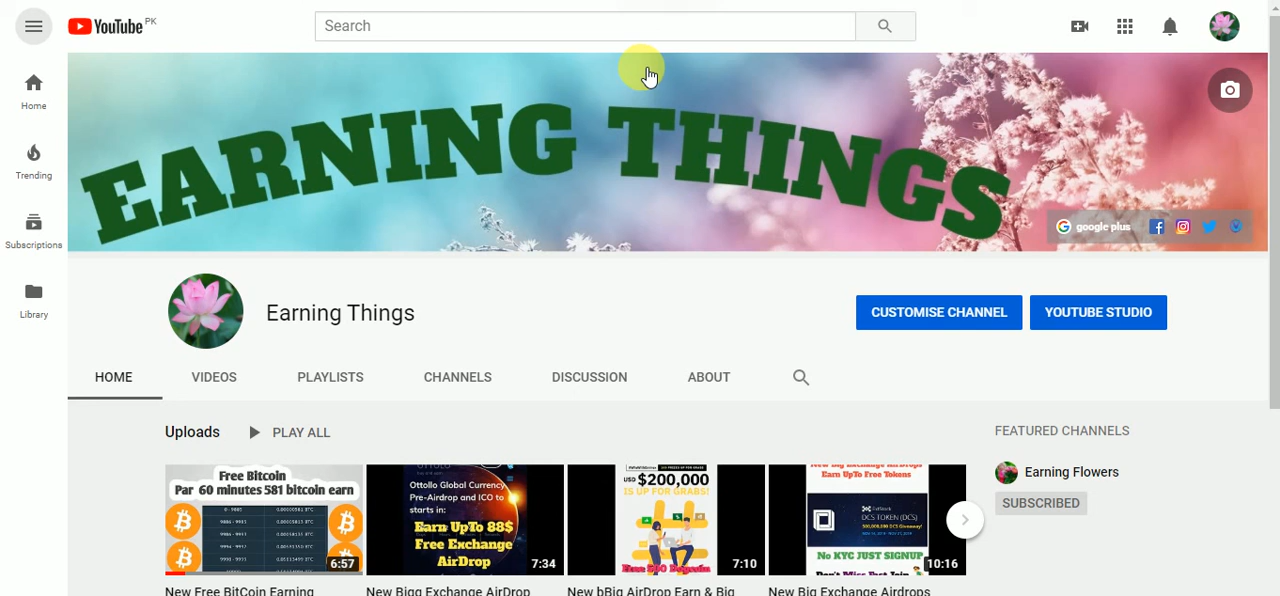 YouTube PK
Search
Home
Trending
Subscriptions
Library
EARNING THINGS
google plus
Earning Things
CUSTOMISE CHANNEL
YOUTUBE STUDIO
HOME VIDEOS PLAYLISTS CHANNELS DISCUSSION ABOUT
Uploads
PLAY ALL
FEATURED CHANNELS
Earning Flowers
SUBSCRIBED
Free Bitcoin
Par 60 minutes 581 bitcoin earn
6:57
Ottollo Global Currency
Pre-Airdrop and ICO to
starts in:
Earn UpTo 88$
Free Exchange
AirDrop
7:34
USD $200,000
IS UP FOR GRABS!
7:10
New Big Exchange Airdrops
Earn UpTo Free Tokens
DCS TOKEN (DCS)
No KYC JUST SIGNUP
10:16
New Free BitCoin Earning
New Bigg Exchange AirDrop
New bBig AirDrop Earn & Big
New Big Exchange Airdrops